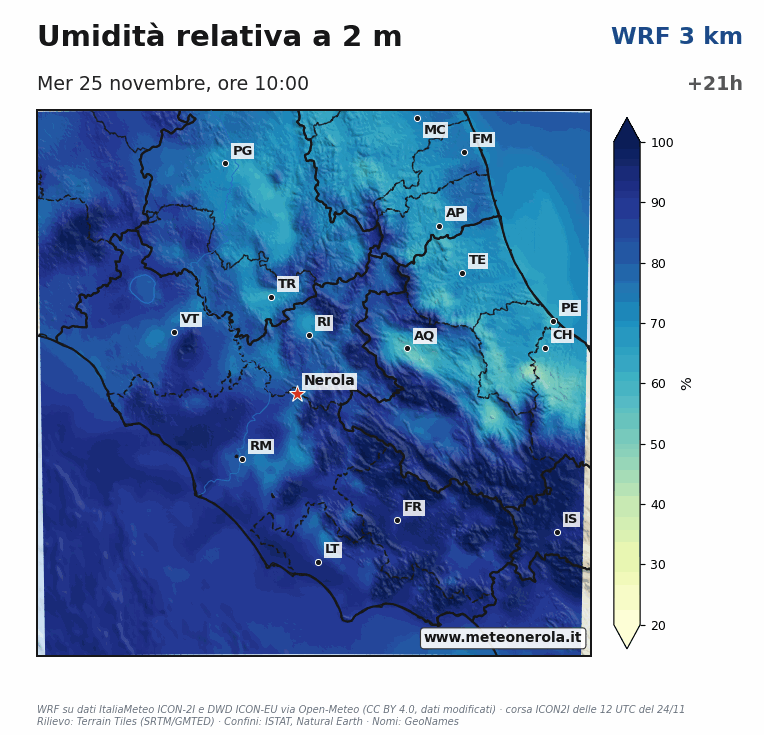 Umidità relativa a 2 m
WRF 3 km
Mer 25 novembre, ore 10:00
+21h
MC
FM
PG
AP
TE
TR
PE
VT
RI
AQ
CH
Nerola
RM
FR
IS
LT
www.meteonerola.it
100
90
80
70
60
50
40
30
20
%
WRF su dati ItaliaMeteo ICON-2I e DWD ICON-EU via Open-Meteo (CC BY 4.0, dati modificati) · corsa ICON2I delle 12 UTC del 24/11
Rilievo: Terrain Tiles (SRTM/GMTED) · Confini: ISTAT, Natural Earth · Nomi: GeoNames